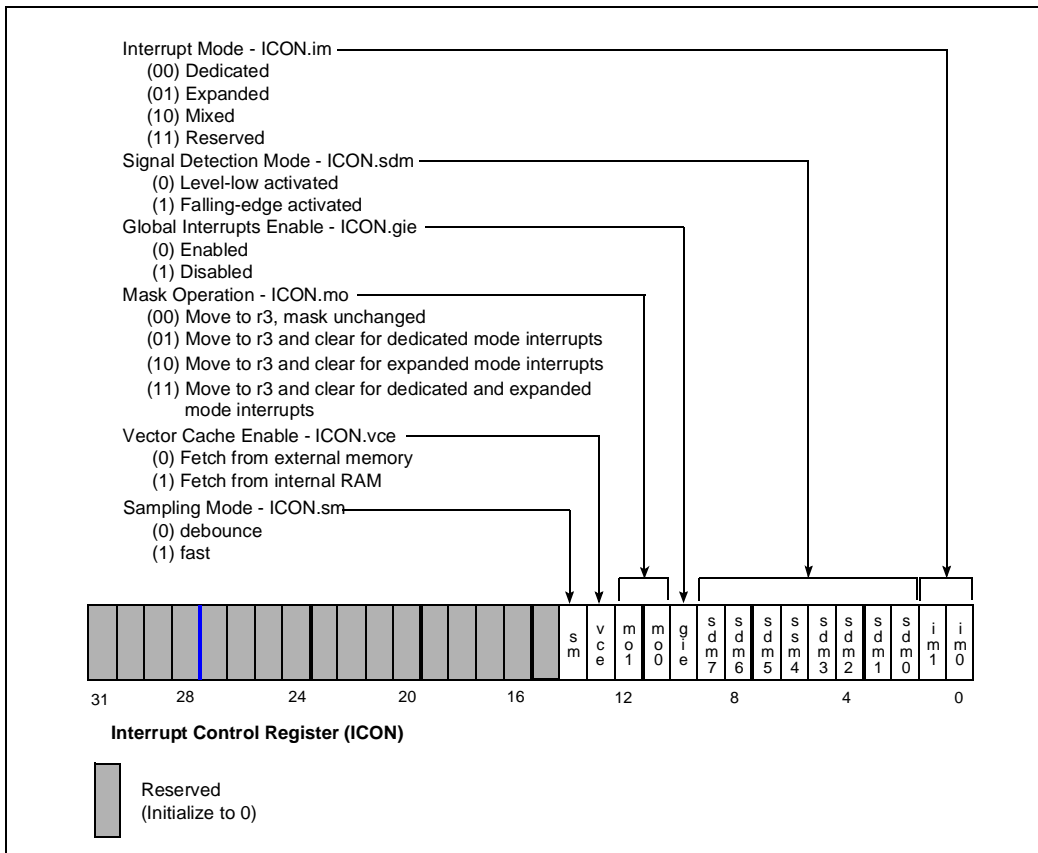 Interrupt Mode - ICON.im
(00) Dedicated
(01) Expanded
(10) Mixed
(11) Reserved
Signal Detection Mode - ICON.sdm
(0) Level-low activated
(1) Falling-edge activated
Global Interrupts Enable - ICON.gie
(0) Enabled
(1) Disabled
Mask Operation - ICON.mo
(00) Move to r3, mask unchanged
(01) Move to r3 and clear for dedicated mode interrupts
(10) Move to r3 and clear for expanded mode interrupts
(11) Move to r3 and clear for dedicated and expanded
mode interrupts
Vector Cache Enable - ICON.vce
(0) Fetch from external memory
(1) Fetch from internal RAM
Sampling Mode - ICON.sm
(0) debounce
(1) fast
sm vce mo1 mo0 gie sdm7 sdm6 sdm5 ssm4 sdm3 sdm2 sdm1 sdm0 im1 im0
31 28 24 20 16 12 8 4 0
Interrupt Control Register (ICON)
Reserved
(Initialize to 0)